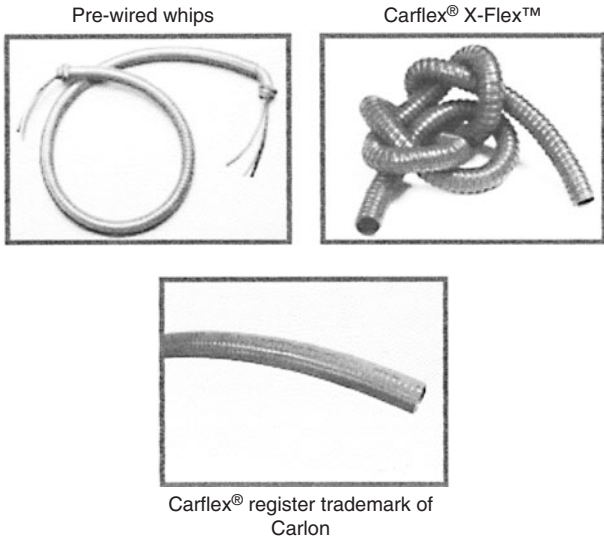 Pre-wired whips
Carflex® X-Flex™
Carflex® register trademark of
Carlon